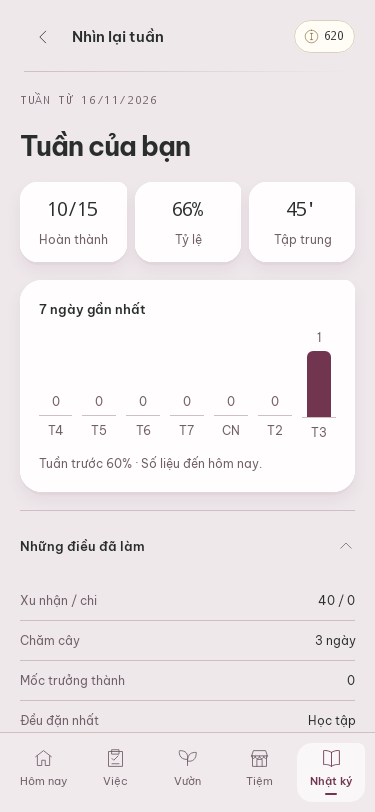 Nhìn lại tuần
620
TUẦN TỪ 16/11/2026
Tuần của bạn
10/15
66%
45'
Hoàn thành
Tỷ lệ
Tập trung
7 ngày gần nhất
0
0
0
0
0
0
1
T4
T5
T6
T7
CN
T2
T3
Tuần trước 60% · Số liệu đến hôm nay.
Những điều đã làm
Xu nhận / chi
40 / 0
Chăm cây
3 ngày
Mốc trưởng thành
0
Đều đặn nhất
Học tập
Hôm nay
Việc
Vườn
Tiệm
Nhật ký